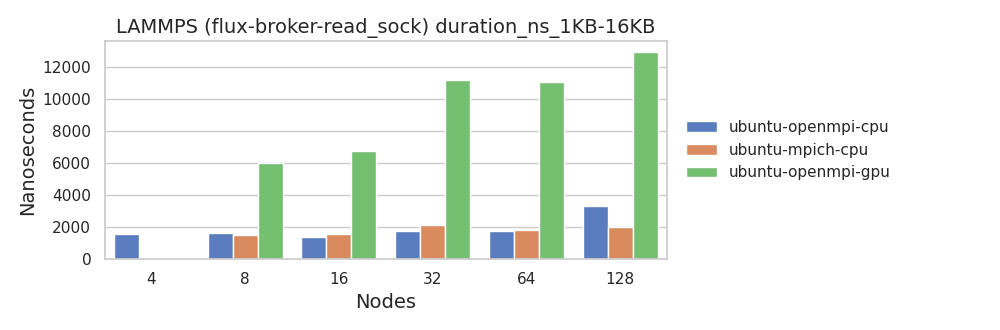 LAMMPS (flux-broker-read_sock) duration_ns_1KB-16KB
Nanoseconds
12000
10000
8000
6000
4000
2000
0
4 8 16 32 64 128
Nodes
ubuntu-openmpi-cpu
ubuntu-mpich-cpu
ubuntu-openmpi-gpu